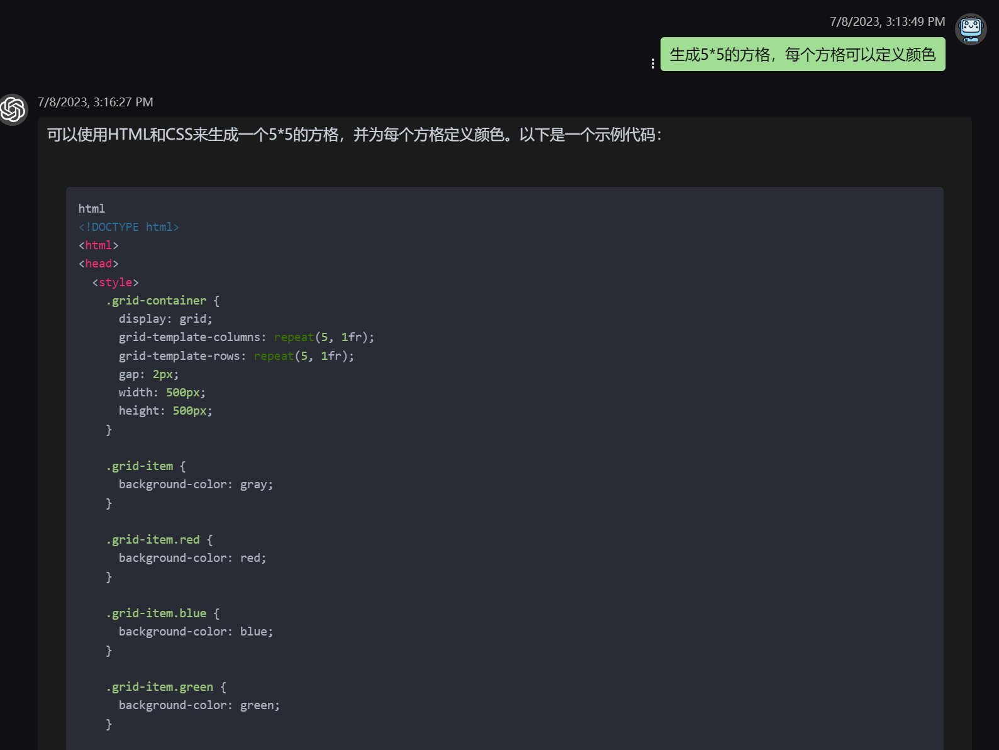 7/8/2023, 3:13:49 PM
生成5*5的方格，每个方格可以定义颜色
7/8/2023, 3:16:27 PM
可以使用HTML和CSS来生成一个5*5的方格，并为每个方格定义颜色。以下是一个示例代码：
html
<!DOCTYPE html>
<html>
<head>
  <style>
    .grid-container {
      display: grid;
      grid-template-columns: repeat(5, 1fr);
      grid-template-rows: repeat(5, 1fr);
      gap: 2px;
      width: 500px;
      height: 500px;
    }
    .grid-item {
      background-color: gray;
    }
    .grid-item.red {
      background-color: red;
    }
    .grid-item.blue {
      background-color: blue;
    }
    .grid-item.green {
      background-color: green;
    }